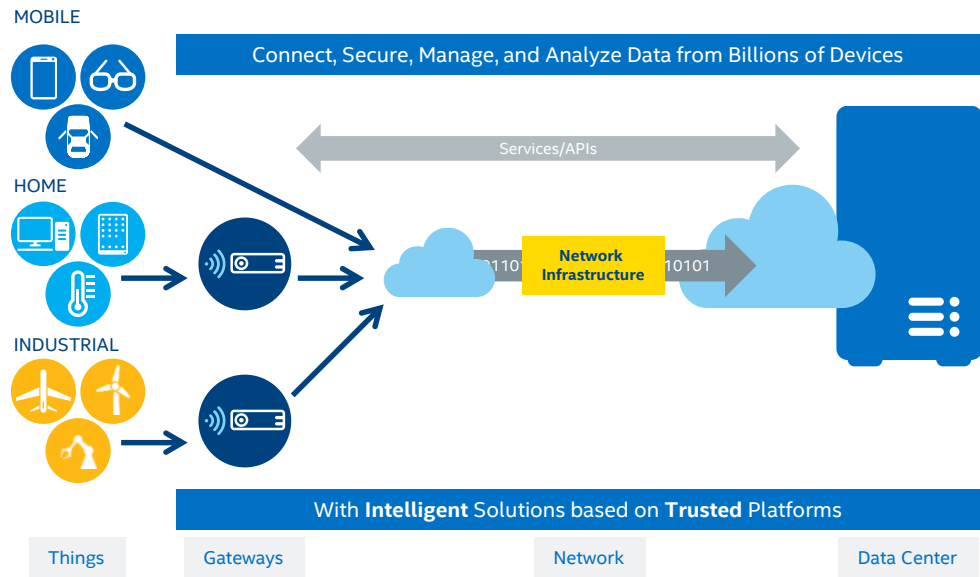 MOBILE
Connect, Secure, Manage, and Analyze Data from Billions of Devices
Services/APIs
HOME
Network
Infrastructure
10101
INDUSTRIAL
With Intelligent Solutions based on Trusted Platforms
Things
Gateways
Network
Data Center